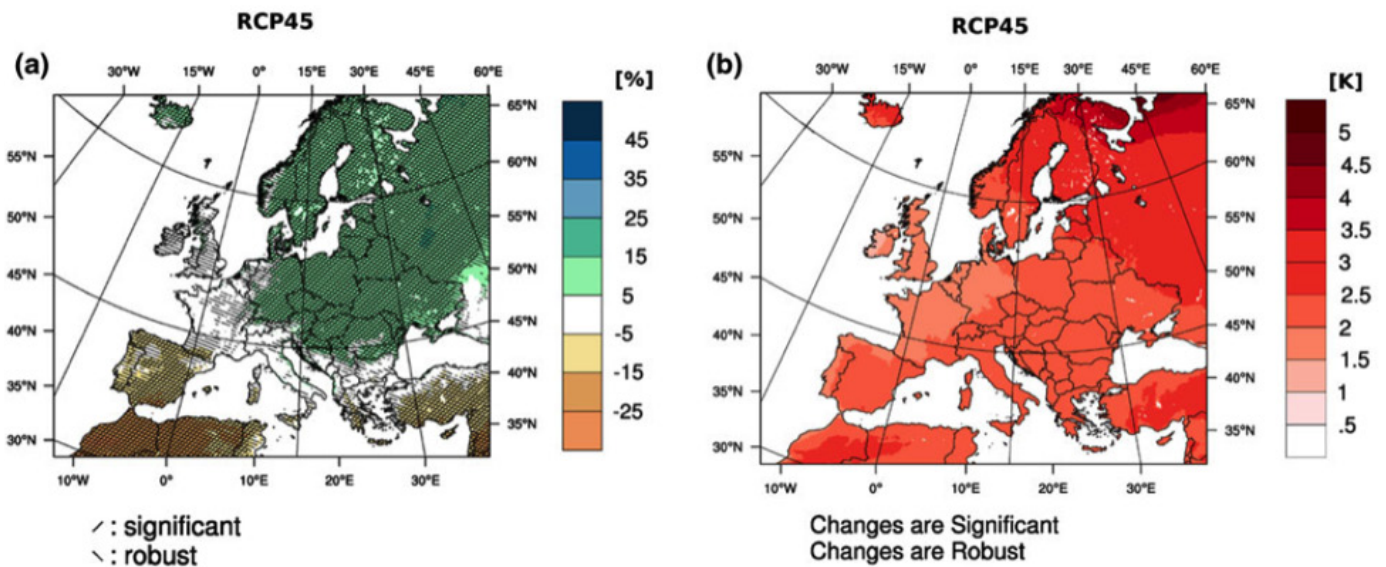 RCP45
(a)
30°W 15°W 0° 15°E 30°E 45°E 60°E
[%]
65°N
60°N
55°N
50°N
45°N
40°N
35°N
55°N
50°N
45°N
40°N
35°N
30°N
45
35
25
15
5
-5
-15
-25
10°W 0° 10°E 20°E 30°E
/ : significant
\ : robust
RCP45
(b)
30°W 15°W 0° 15°E 30°E 45°E 60°E
[K]
65°N
60°N
55°N
50°N
45°N
40°N
35°N
55°N
50°N
45°N
40°N
35°N
30°N
5
4.5
4
3.5
3
2.5
2
1.5
1
.5
10°W 0° 10°E 20°E 30°E
Changes are Significant
Changes are Robust